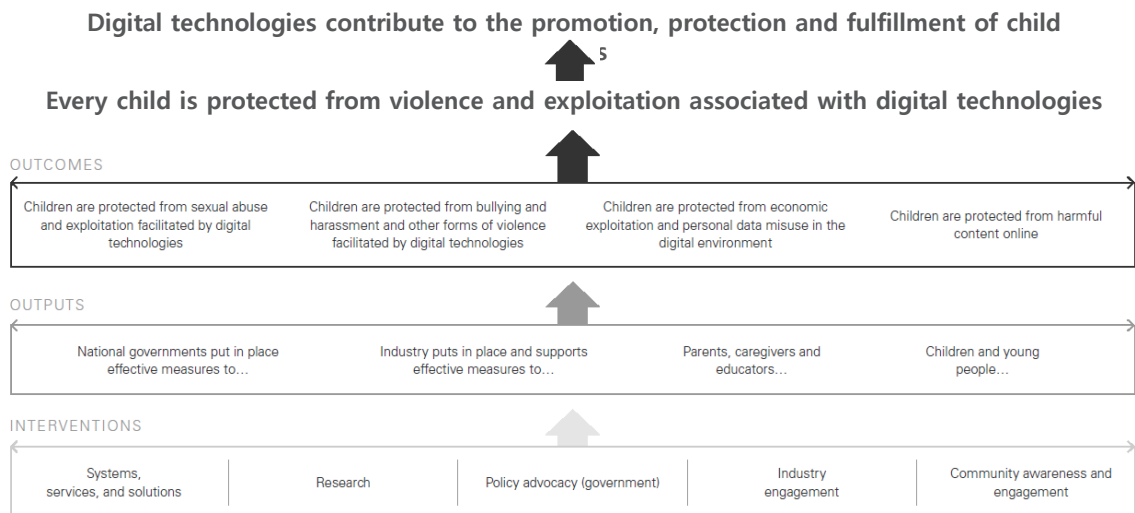 Digital technologies contribute to the promotion, protection and fulfillment of child
s
Every child is protected from violence and exploitation associated with digital technologies
OUTCOMES
Children are protected from sexual abuse
and exploitation facilitated by digital
technologies
Children are protected from bullying and
harassment and other forms of violence
facilitated by digital technologies
Children are protected from economic
exploitation and personal data misuse in the
digital environment
Children are protected from harmful
content online
OUTPUTS
National governments put in place
effective measures to…
Industry puts in place and supports
effective measures to…
Parents, caregivers and
educators…
Children and young
people…
INTERVENTIONS
Systems,
services, and solutions
Research
Policy advocacy (government)
Industry
engagement
Community awareness and
engagement